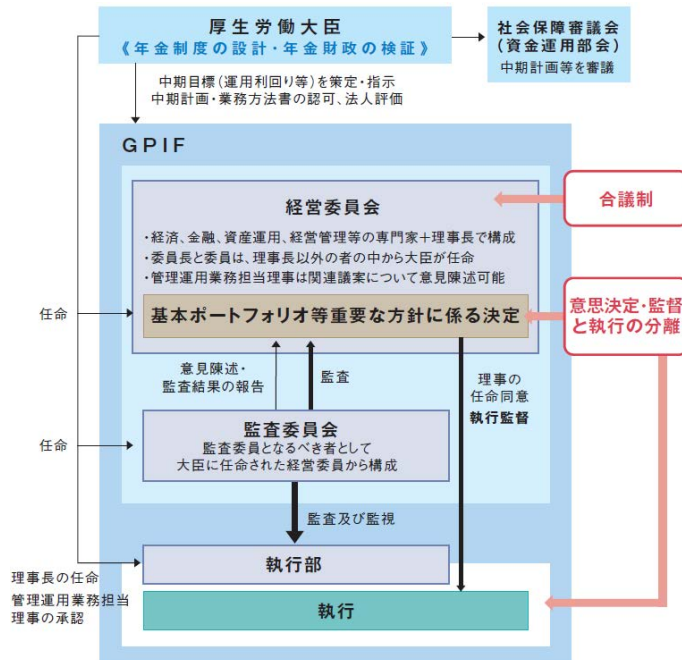 厚生労働大臣
《年金制度の設計・年金財政の検証》
社会保障審議会
（資金運用部会）
中期計画等を審議
中期目標（運用利回り等）を策定・指示
中期計画・業務方法書の認可、法人評価
GPIF
経営委員会
・経済、金融、資産運用、経営管理等の専門家＋理事長で構成
・委員長と委員は、理事長以外の者の中から大臣が任命
・管理運用業務担当理事は関連議案について意見陳述可能
合議制
任命
基本ポートフォリオ等重要な方針に係る決定
意思決定・監督
と執行の分離
意見陳述・
監査結果の報告
監査
理事の
任命同意
執行監督
任命
監査委員会
監査委員となるべき者として
大臣に任命された経営委員から構成
監査及び監視
執行部
理事長の任命
管理運用業務担当
理事の承認
執行